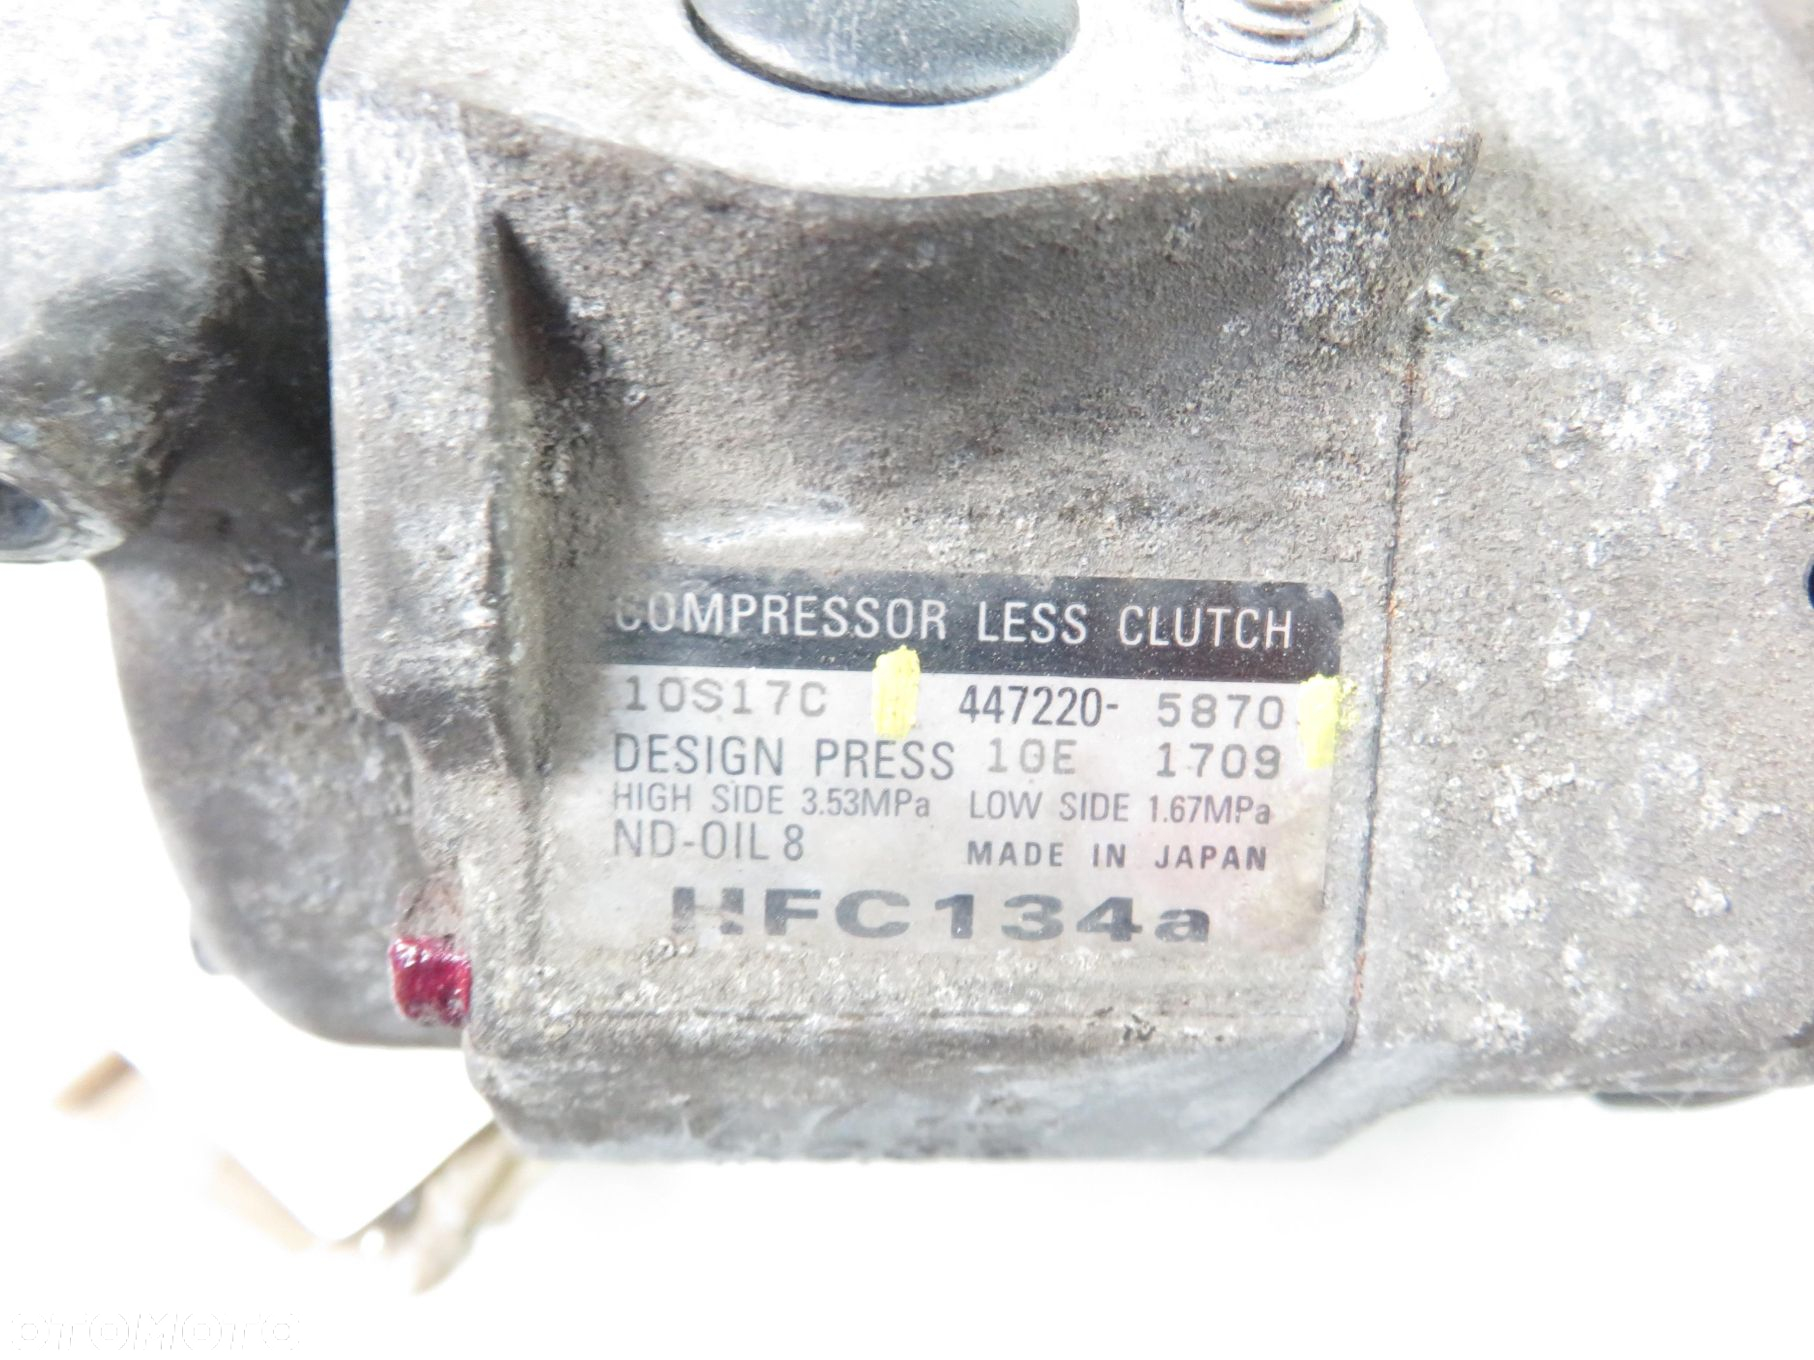 COMPRESSOR LESS CLUTCH
10S17C 447220- 5870
DESIGN PRESS 10E 1709
HIGH SIDE 3.53MPa LOW SIDE 1.67MPa
ND-OIL 8 MADE IN JAPAN
HFC134a
OTOMOTO